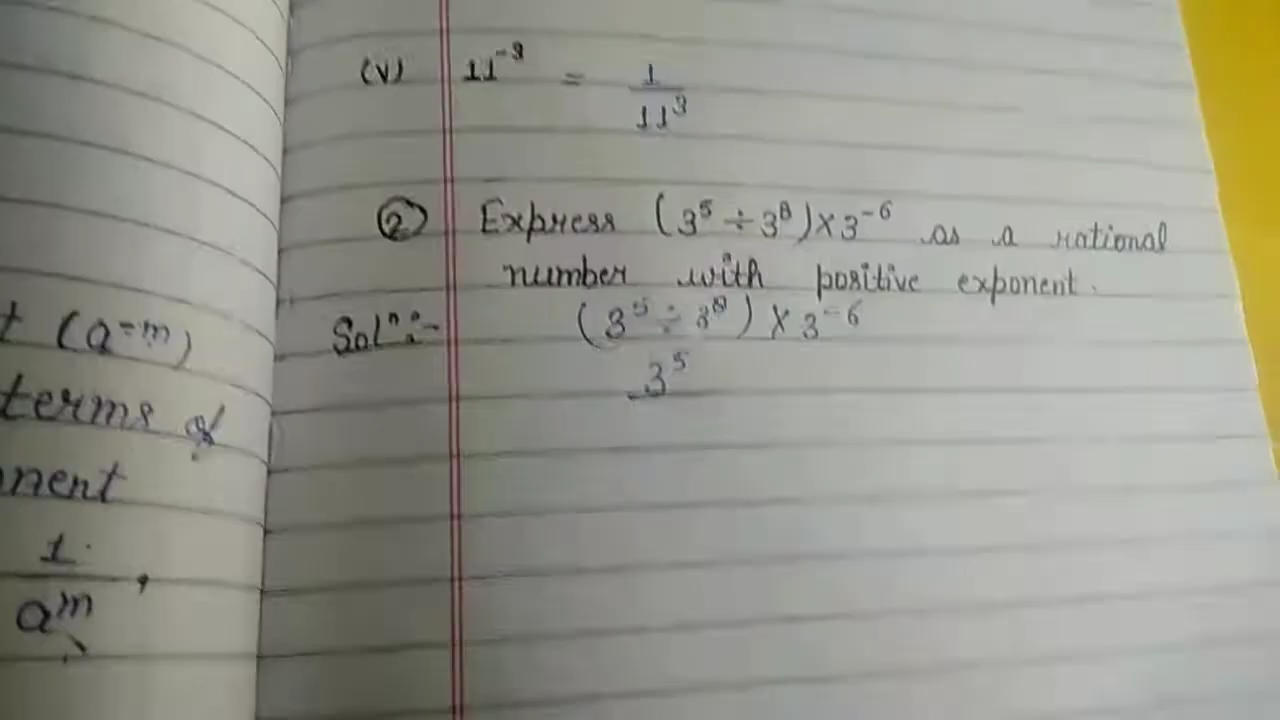 t (a⁻ᵐ)
terms of
nent
1
aᵐ,
(V) 11⁻³ = 1/11³
② Express (3⁵ ÷ 3⁸) × 3⁻⁶ as a rational
number with positive exponent.
Solⁿ:- (3⁵ ÷ 3⁸) × 3⁻⁶
3⁵